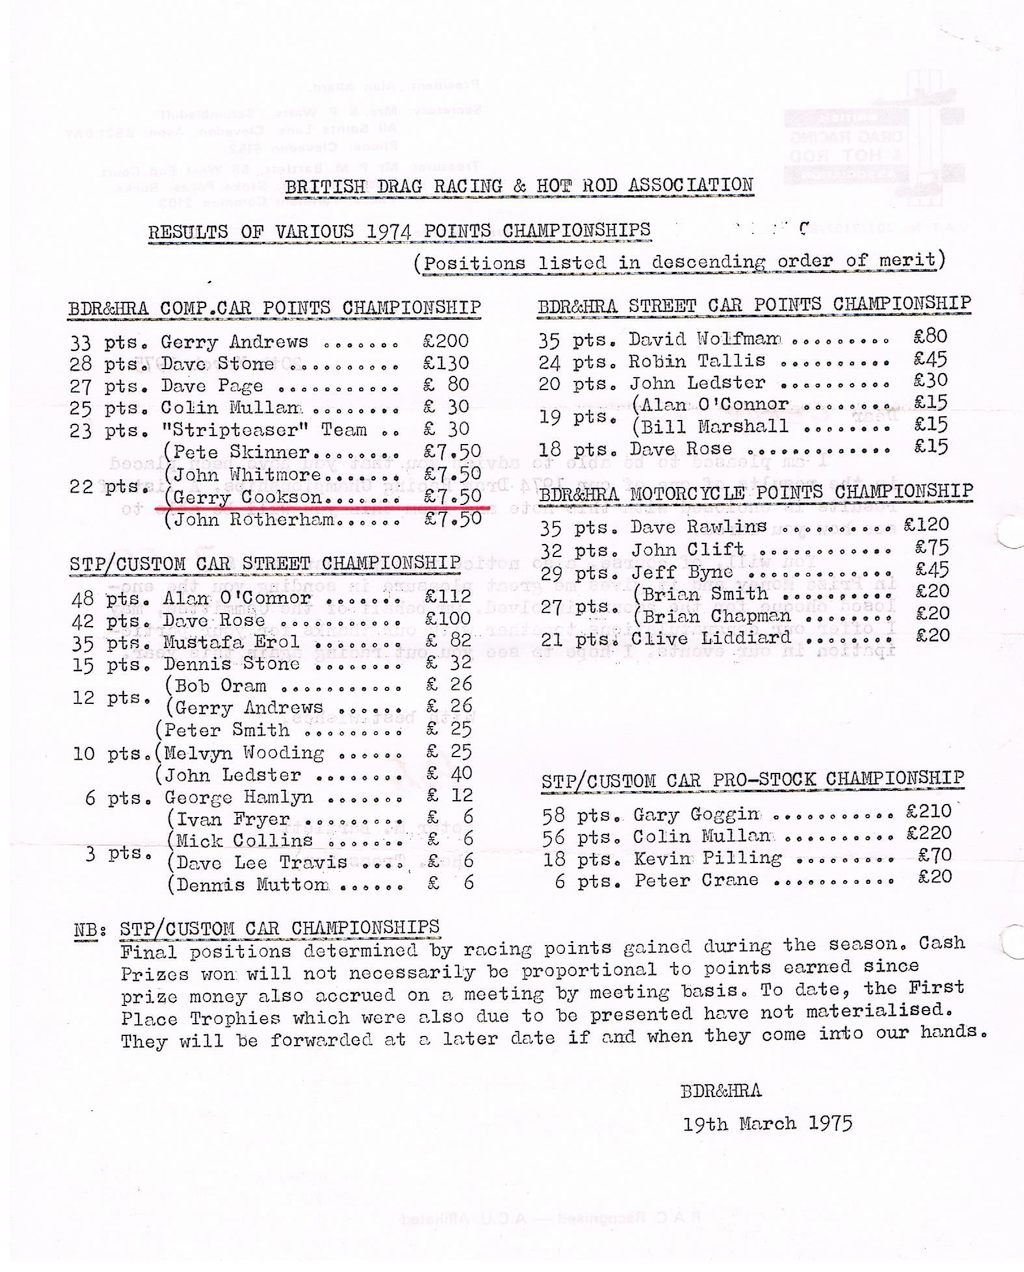 BRITISH DRAG RACING & HOT ROD ASSOCIATION
RESULTS OF VARIOUS 1974 POINTS CHAMPIONSHIPS
(Positions listed in descending order of merit)
BDR&HRA COMP.CAR POINTS CHAMPIONSHIP
33 pts. Gerry Andrews ....... £200
28 pts. Dave Stone .......... £130
27 pts. Dave Page ........... £ 80
25 pts. Colin Mullan ........ £ 30
23 pts. "Stripteaser" Team .. £ 30
(Pete Skinner........ £7.50
22 pts. (John Whitmore....... £7.50
(Gerry Cookson....... £7.50
(John Rotherham...... £7.50
STP/CUSTOM CAR STREET CHAMPIONSHIP
48 pts. Alan O'Connor ....... £112
42 pts. Dave Rose ........... £100
35 pts. Mustafa Erol ........ £ 82
15 pts. Dennis Stone ........ £ 32
12 pts. (Bob Oram ........... £ 26
(Gerry Andrews ...... £ 26
(Peter Smith ......... £ 25
10 pts.(Melvyn Wooding ...... £ 25
(John Ledster ........ £ 40
6 pts. George Hamlyn ....... £ 12
(Ivan Fryer ......... £ 6
3 pts. (Mick Collins ....... £ 6
(Dave Lee Travis .... £ 6
(Dennis Mutton ...... £ 6
BDR&HRA STREET CAR POINTS CHAMPIONSHIP
35 pts. David Wolfman ......... £80
24 pts. Robin Tallis .......... £45
20 pts. John Ledster .......... £30
19 pts. (Alan O'Connor ........ £15
(Bill Marshall ........ £15
18 pts. Dave Rose ............. £15
BDR&HRA MOTORCYCLE POINTS CHAMPIONSHIP
35 pts. Dave Rawlins .......... £120
32 pts. John Clift ............ £75
29 pts. Jeff Byne ............. £45
27 pts. (Brian Smith .......... £20
(Brian Chapman ........ £20
21 pts. Clive Liddiard ........ £20
STP/CUSTOM CAR PRO-STOCK CHAMPIONSHIP
58 pts. Gary Goggin ........... £210
56 pts. Colin Mullan .......... £220
18 pts. Kevin Pilling ......... £70
6 pts. Peter Crane ........... £20
NB: STP/CUSTOM CAR CHAMPIONSHIPS
Final positions determined by racing points gained during the season. Cash
Prizes won will not necessarily be proportional to points earned since
prize money also accrued on a meeting by meeting basis. To date, the First
Place Trophies which were also due to be presented have not materialised.
They will be forwarded at a later date if and when they come into our hands.
BDR&HRA
19th March 1975